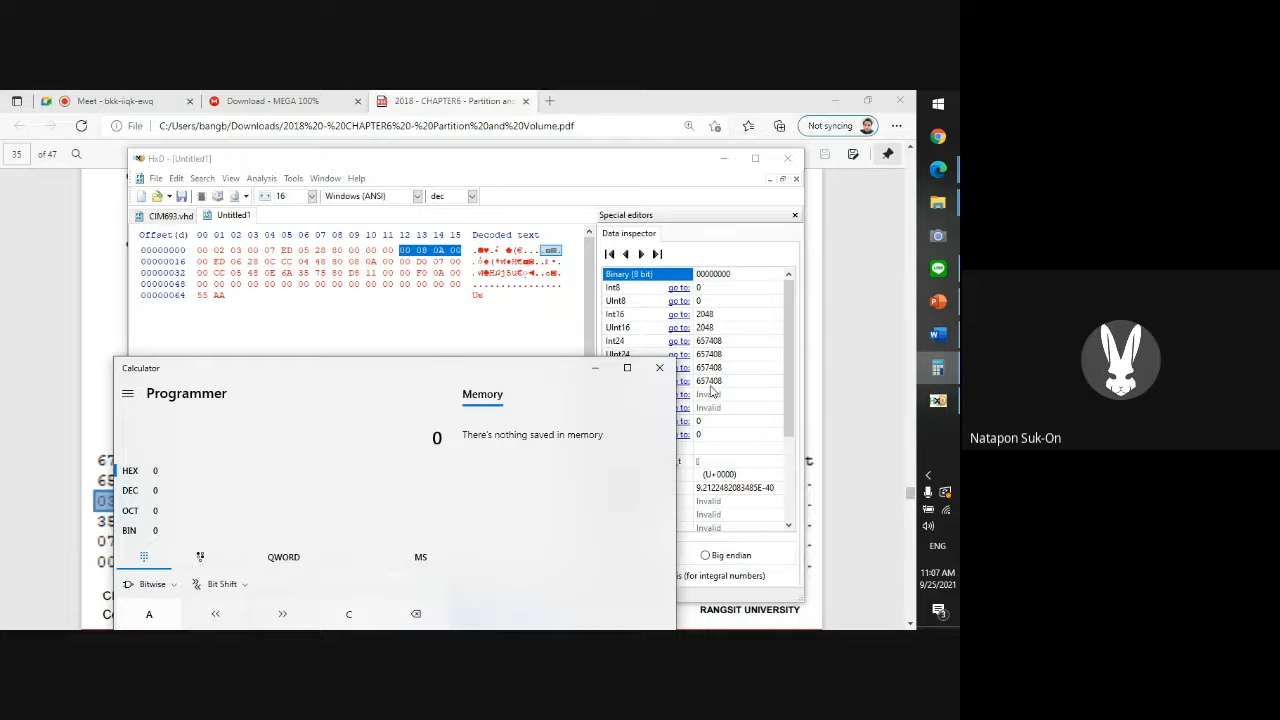 Meet - bkk-iiqk-ewq
Download - MEGA 100%
2018 - CHAPTER6 - Partition and
File
C:/Users/bangb/Downloads/2018%20-%20CHAPTER6%20-%20Partition%20and%20Volume.pdf
Not syncing
35 of 47
HxD - [Untitled1]
File Edit Search View Analysis Tools Window Help
16 Windows (ANSI) dec
CIM693.vhd Untitled1
Special editors
Data inspector
Offset(d) 00 01 02 03 04 05 06 07 08 09 10 11 12 13 14 15 Decoded text
00000000 00 02 03 00 07 ED 05 28 80 00 00 00 00 08 0A 00
00000016 00 ED 06 28 0C CC 04 48 80 08 0A 00 00 D0 07 00
00000032 00 CC 05 48 0E 6A 35 75 80 D8 11 00 00 F0 0A 00
00000048 00 00 00 00 00 00 00 00 00 00 00 00 00 00 00 00
00000064 55 AA
Binary (8 bit) 00000000
Int8 go to: 0
UInt8 go to: 0
Int16 go to: 2048
UInt16 go to: 2048
Int24 go to: 657408
UInt24 go to: 657408
to: 657408
to: 657408
to: Invalid
to: Invalid
to: 0
to: 0
(U+0000)
9.2122482083485E-40
Invalid
Invalid
Invalid
Big endian
is (for integral numbers)
Calculator
Programmer
Memory
0
There's nothing saved in memory
HEX 0
DEC 0
OCT 0
BIN 0
QWORD
MS
Bitwise
Bit Shift
A << >> C
RANGSIT UNIVERSITY
ENG
11:07 AM
9/25/2021
3
Natapon Suk-On